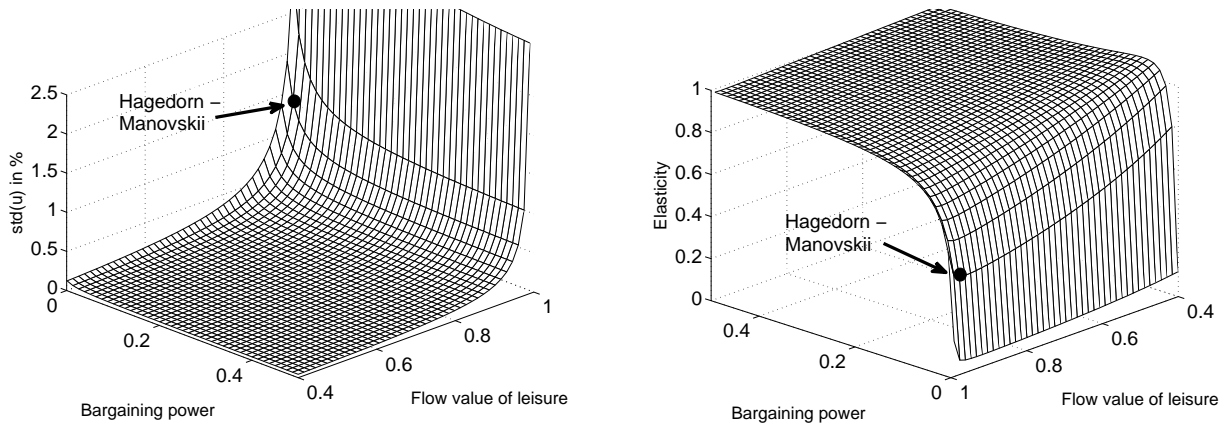 2.5
2
1.5
1
0.5
0
std(u) in %
Hagedorn –
Manovskii
0
0.2
0.4
Bargaining power
0.4
0.6
0.8
1
Flow value of leisure
1
0.8
0.6
0.4
0.2
0
Elasticity
Hagedorn –
Manovskii
0.4
0.2
0
Bargaining power
1
0.8
0.6
0.4
Flow value of leisure